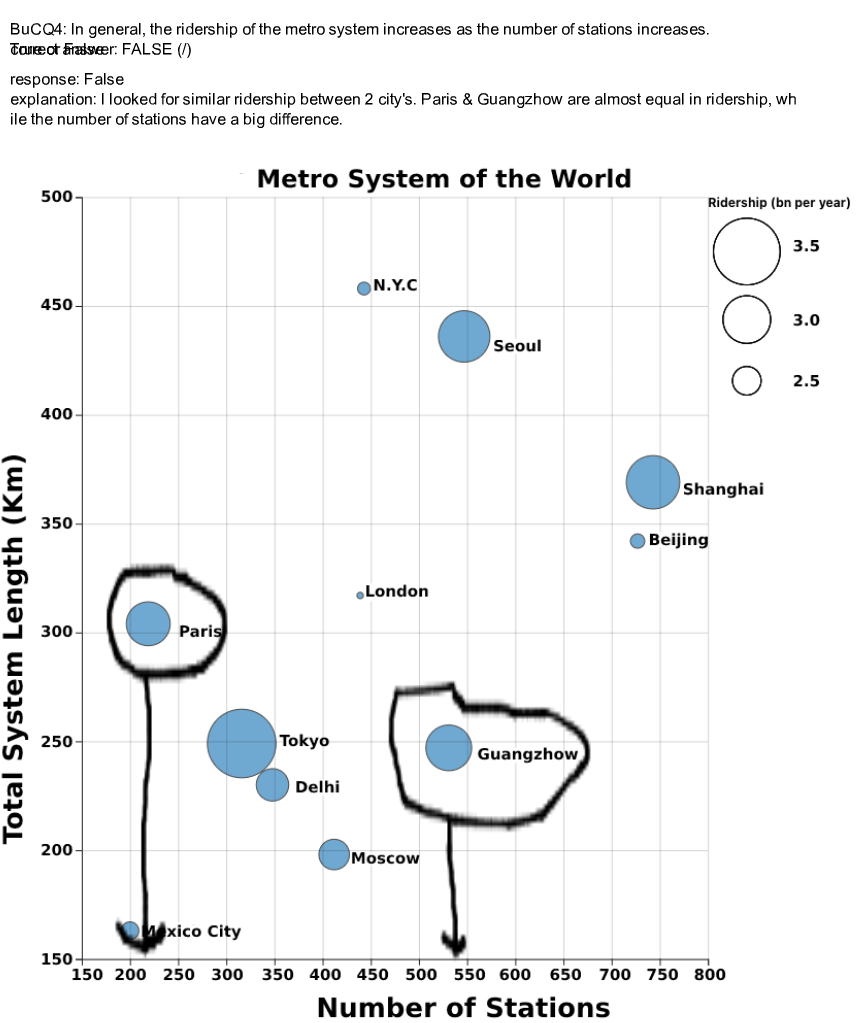 BuCQ4: In general, the ridership of the metro system increases as the number of stations increases.
True or False
correct answer: FALSE (/)
response: False
explanation: I looked for similar ridership between 2 city's. Paris & Guangzhow are almost equal in ridership, wh
ile the number of stations have a big difference.
Metro System of the World
Ridership (bn per year)
3.5
3.0
2.5
500
450
400
350
300
250
200
150
Total System Length (Km)
N.Y.C
Seoul
Shanghai
Beijing
London
Paris
Tokyo
Guangzhow
Delhi
Moscow
Mexico City
150 200 250 300 350 400 450 500 550 600 650 700 750 800
Number of Stations